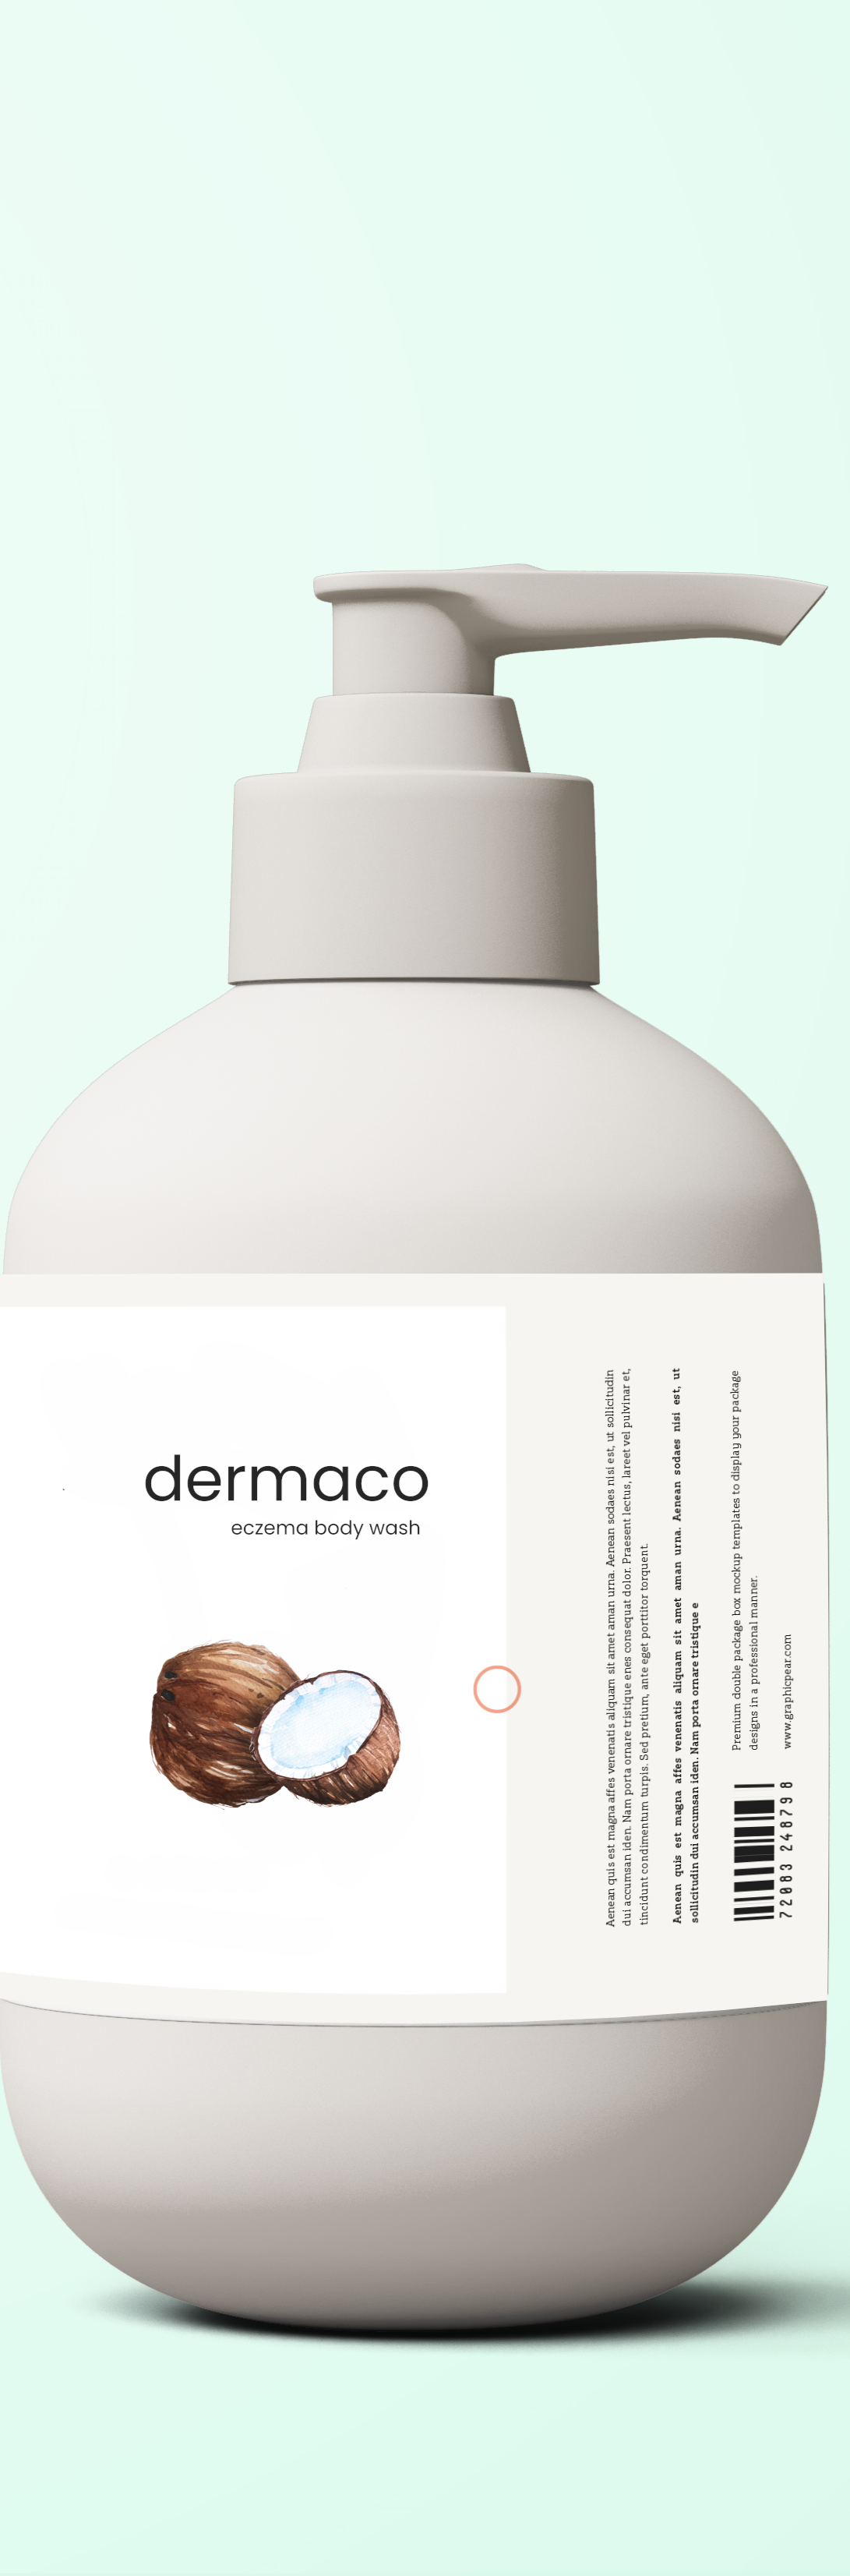 dermaco
eczema body wash
Aenean quis est magna affes venenatis aliquam sit amet aman urna. Aenean sodaes nisi est, ut sollicitudin
dui accumsan iden. Nam porta ornare tristique enes consequat dolor. Praesent lectus, lareet vel pulvinar et,
tincidunt condimentum turpis. Sed pretium, ante eget porttitor torquent.
Aenean quis est magna affes venenatis aliquam sit amet aman urna. Aenean sodaes nisi est, ut
sollicitudin dui accumsan iden. Nam porta ornare tristique e
Premium double package box mockup templates to display your package
designs in a professional manner.
www.graphicpear.com
72083 248798